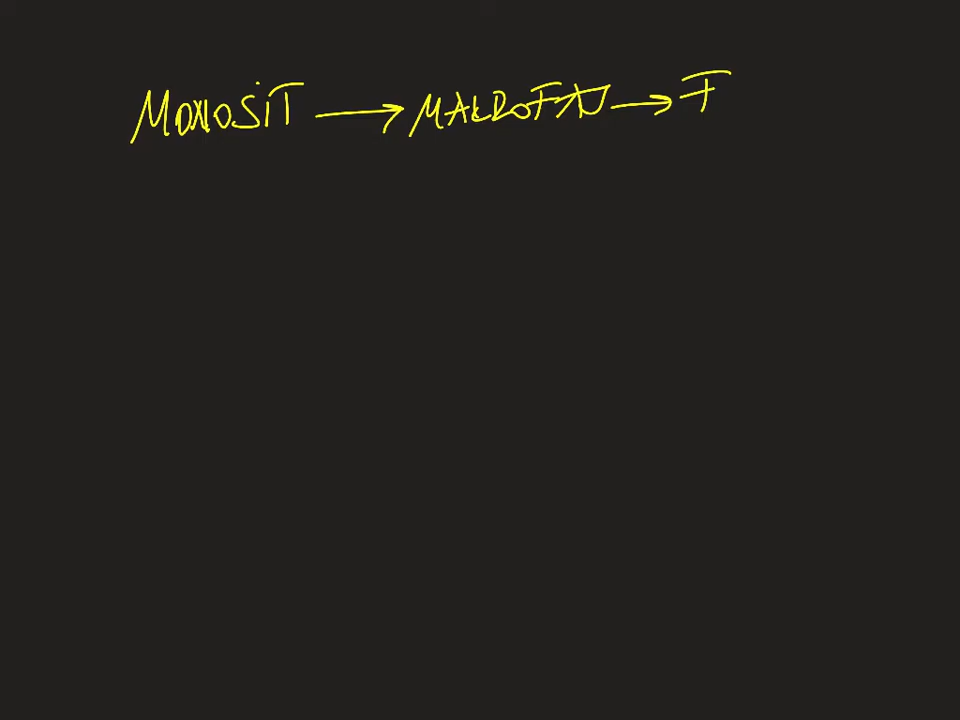 MONOSİT → MAKROFAJ → F